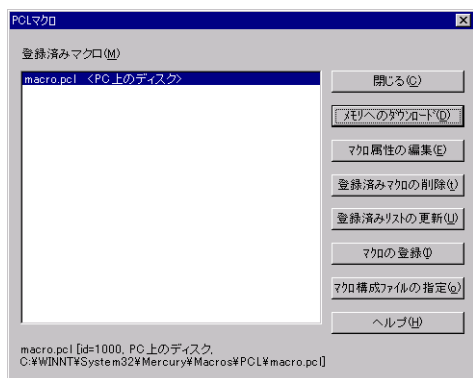 PCLマクロ
登録済みマクロ(M)
macro.pcl <PC上のディスク>
閉じる(C)
メモリへのダウンロード(D)
マクロ属性の編集(E)
登録済みマクロの削除(t)
登録済みリストの更新(U)
マクロの登録(I)
マクロ構成ファイルの指定(o)
ヘルプ(H)
macro.pcl [id=1000, PC上のディスク,
C:¥WINNT¥System32¥Mercury¥Macros¥PCL¥macro.pcl]